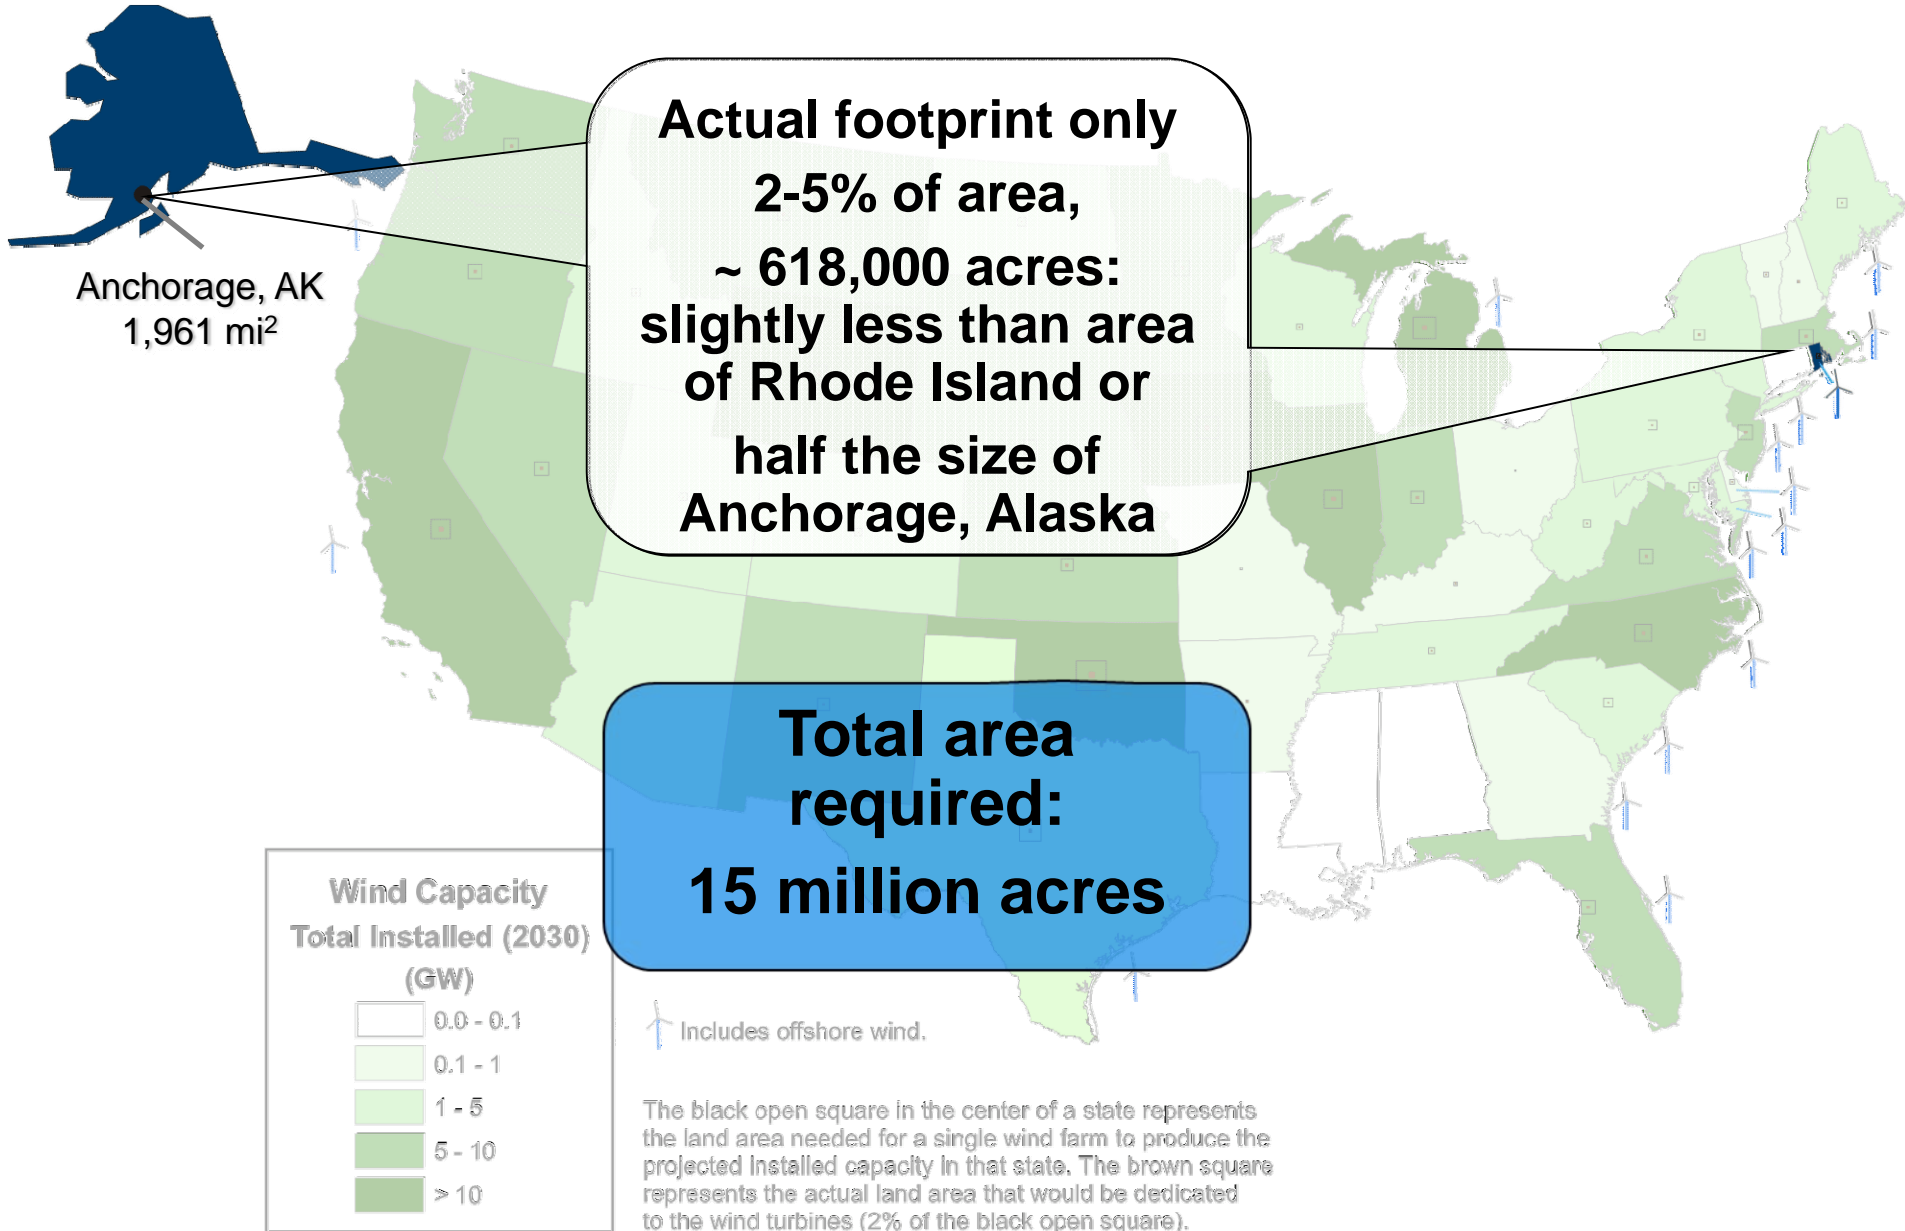 Actual footprint only
2-5% of area,
~ 618,000 acres:
slightly less than area
of Rhode Island or
half the size of
Anchorage, Alaska
Anchorage, AK
1,961 mi²
Total area
required:
15 million acres
Wind Capacity
Total Installed (2030)
(GW)
0.0 - 0.1
0.1 - 1
1 - 5
5 - 10
> 10
Includes offshore wind.
The black open square in the center of a state represents
the land area needed for a single wind farm to produce the
projected installed capacity in that state. The brown square
represents the actual land area that would be dedicated
to the wind turbines (2% of the black open square).